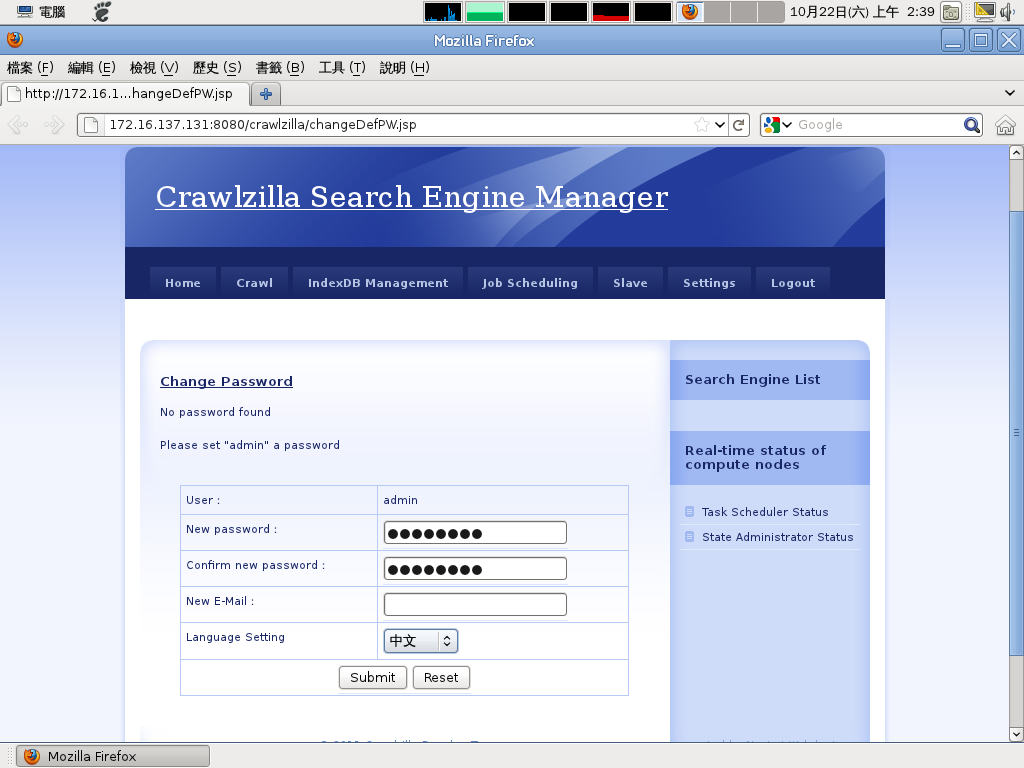 電腦
10月22日(六) 上午 2:39
Mozilla Firefox
檔案 (F) 編輯 (E) 檢視 (V) 歷史 (S) 書籤 (B) 工具 (T) 說明 (H)
http://172.16.1...hangeDefPW.jsp
172.16.137.131:8080/crawlzilla/changeDefPW.jsp
Google
Crawlzilla Search Engine Manager
Home Crawl IndexDB Management Job Scheduling Slave Settings Logout
Change Password
No password found
Please set "admin" a password
User : admin
New password :
Confirm new password :
New E-Mail :
Language Setting 中文
Submit Reset
Search Engine List
Real-time status of
compute nodes
Task Scheduler Status
State Administrator Status
Mozilla Firefox